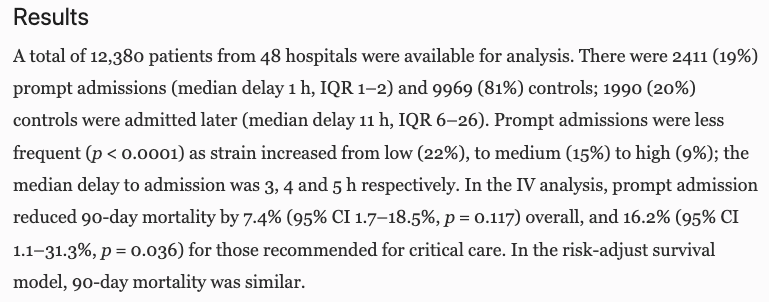 Results
A total of 12,380 patients from 48 hospitals were available for analysis. There were 2411 (19%)
prompt admissions (median delay 1 h, IQR 1–2) and 9969 (81%) controls; 1990 (20%)
controls were admitted later (median delay 11 h, IQR 6–26). Prompt admissions were less
frequent (p < 0.0001) as strain increased from low (22%), to medium (15%) to high (9%); the
median delay to admission was 3, 4 and 5 h respectively. In the IV analysis, prompt admission
reduced 90-day mortality by 7.4% (95% CI 1.7–18.5%, p = 0.117) overall, and 16.2% (95% CI
1.1–31.3%, p = 0.036) for those recommended for critical care. In the risk-adjust survival
model, 90-day mortality was similar.